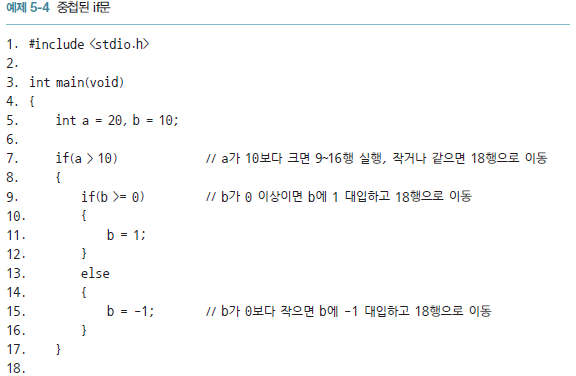 예제 5-4 중첩된 if문
1. #include <stdio.h>
2.
3. int main(void)
4. {
5. int a = 20, b = 10;
6.
7. if(a > 10) // a가 10보다 크면 9~16행 실행, 작거나 같으면 18행으로 이동
8. {
9. if(b >= 0) // b가 0 이상이면 b에 1 대입하고 18행으로 이동
10. {
11. b = 1;
12. }
13. else
14. {
15. b = -1; // b가 0보다 작으면 b에 -1 대입하고 18행으로 이동
16. }
17. }
18.